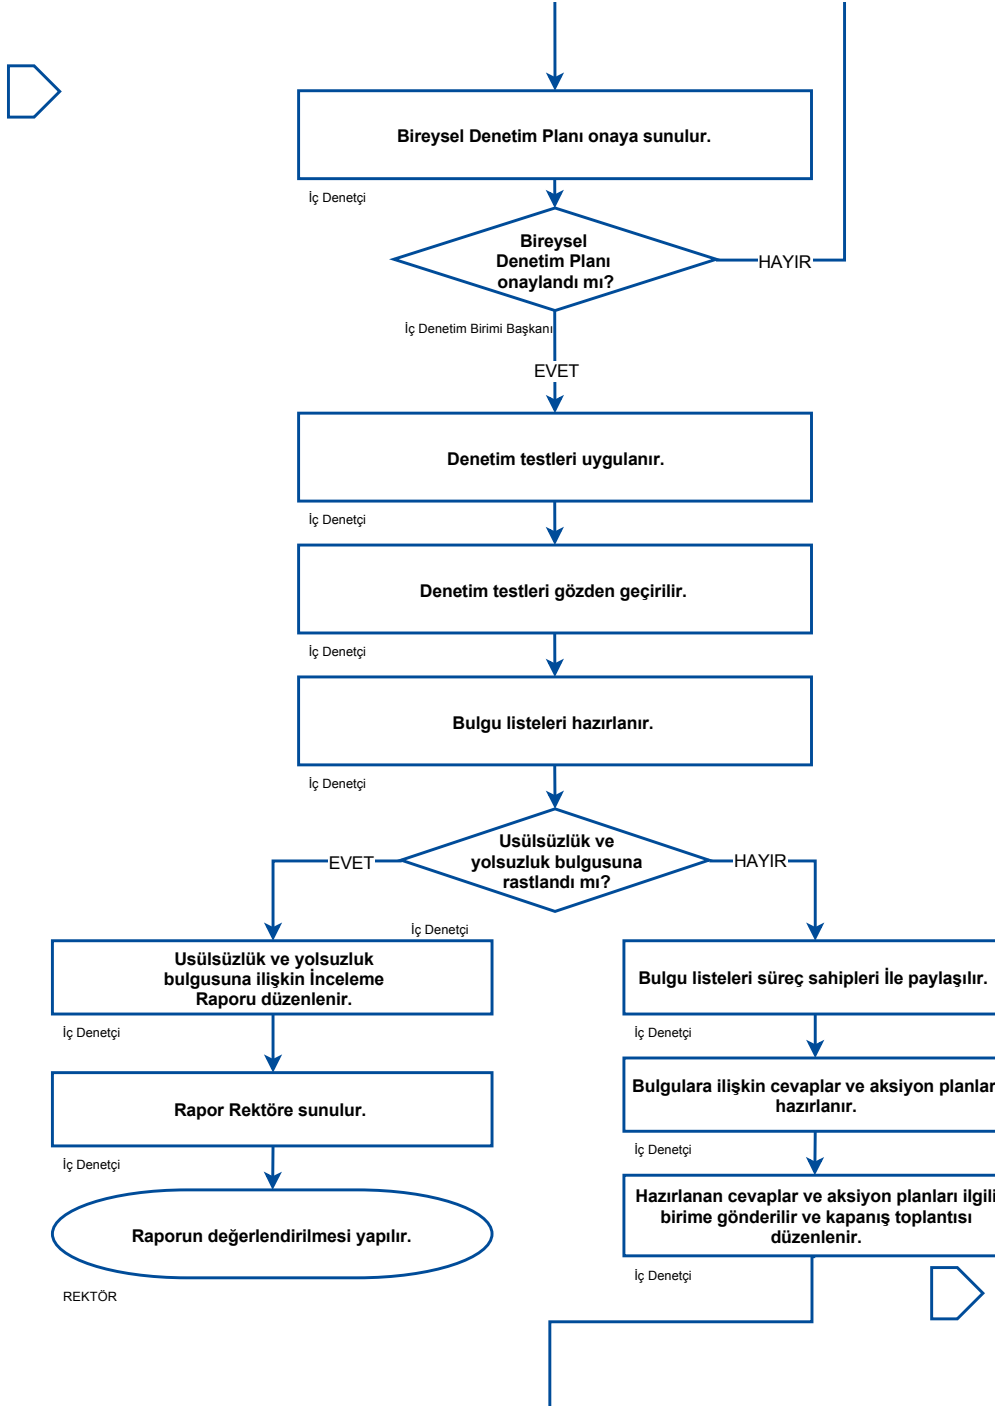 Bireysel Denetim Planı onaya sunulur.
İç Denetçi
Bireysel
Denetim Planı
onaylandı mı?
HAYIR
İç Denetim Birimi Başkanı
EVET
Denetim testleri uygulanır.
İç Denetçi
Denetim testleri gözden geçirilir.
İç Denetçi
Bulgu listeleri hazırlanır.
İç Denetçi
Usülsüzlük ve
yolsuzluk bulgusuna
rastlandı mı?
EVET
HAYIR
İç Denetçi
Usülsüzlük ve yolsuzluk
bulgusuna ilişkin İnceleme
Raporu düzenlenir.
İç Denetçi
Rapor Rektöre sunulur.
İç Denetçi
Raporun değerlendirilmesi yapılır.
REKTÖR
Bulgu listeleri süreç sahipleri İle paylaşılır.
İç Denetçi
Bulgulara ilişkin cevaplar ve aksiyon planlar
hazırlanır.
İç Denetçi
Hazırlanan cevaplar ve aksiyon planları ilgili
birime gönderilir ve kapanış toplantısı
düzenlenir.
İç Denetçi